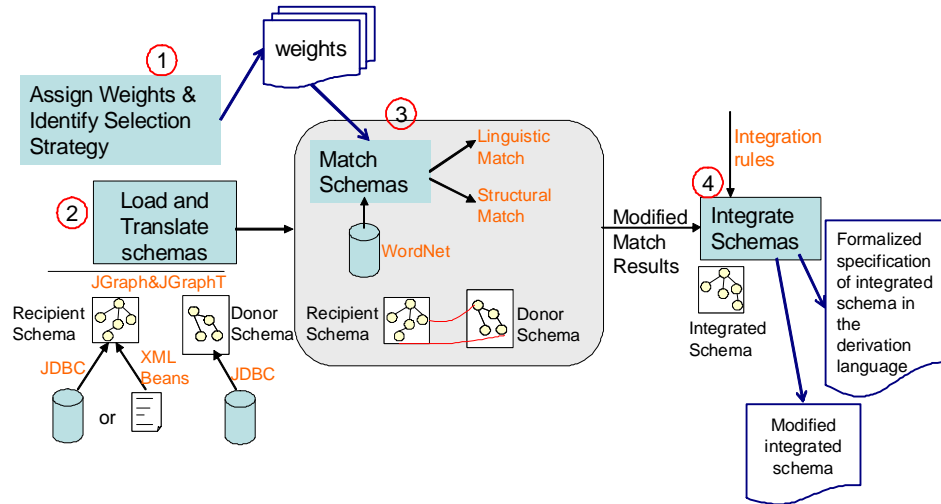 1
weights
Assign Weights &
Identify Selection
Strategy
3
Match
Schemas
Linguistic
Match
Structural
Match
WordNet
Integration
rules
2
Load and
Translate
schemas
JGraph&JGraphT
Recipient
Schema
Donor
Schema
JDBC
XML
Beans
JDBC
or
Recipient
Schema
Donor
Schema
Modified
Match
Results
4
Integrate
Schemas
Integrated
Schema
Formalized
specification of
integrated
schema in
the
derivation
language
Modified
integrated
schema